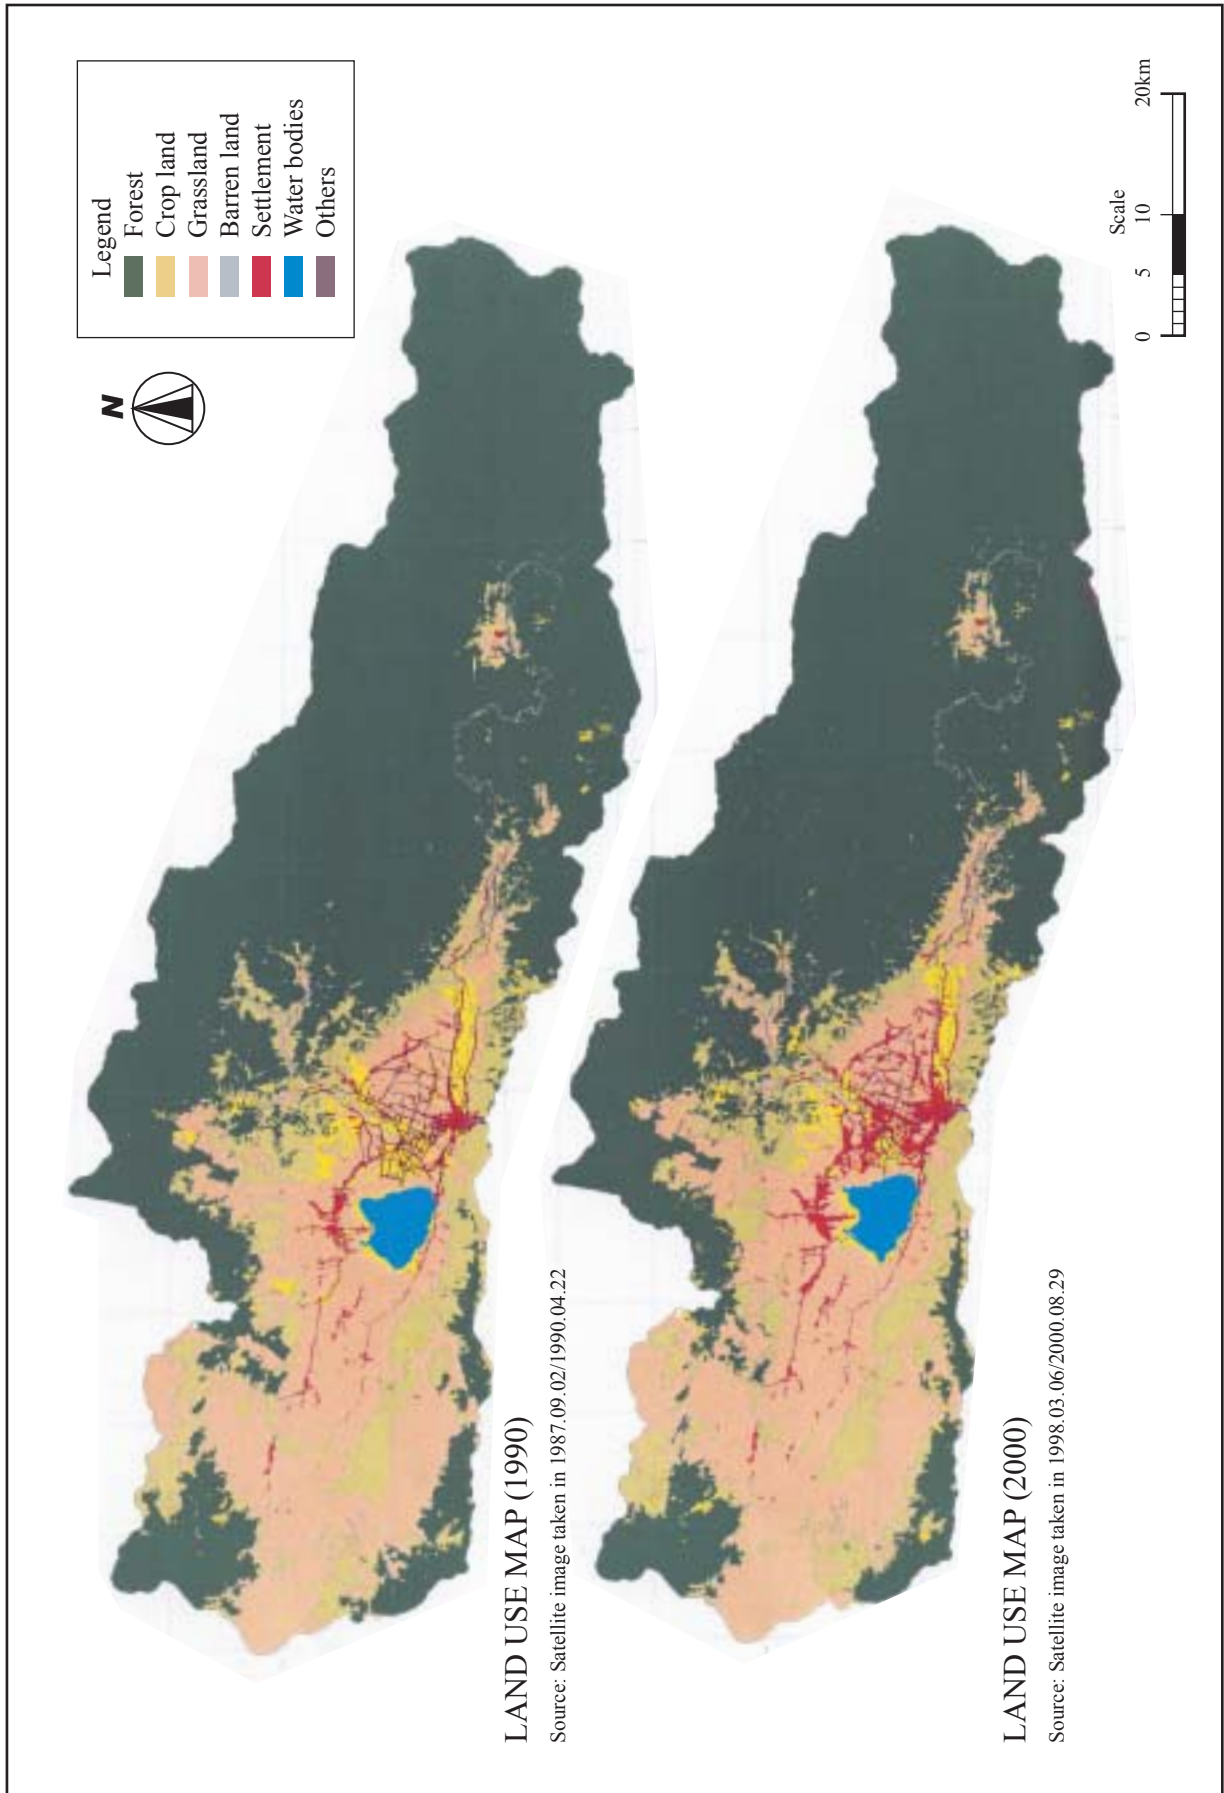 Legend
Forest
Crop land
Grassland
Barren land
Settlement
Water bodies
Others
N
LAND USE MAP (1990)
Source: Satellite image taken in 1987.09.02/1990.04.22
LAND USE MAP (2000)
Source: Satellite image taken in 1998.03.06/2000.08.29
Scale
0 5 10 20km